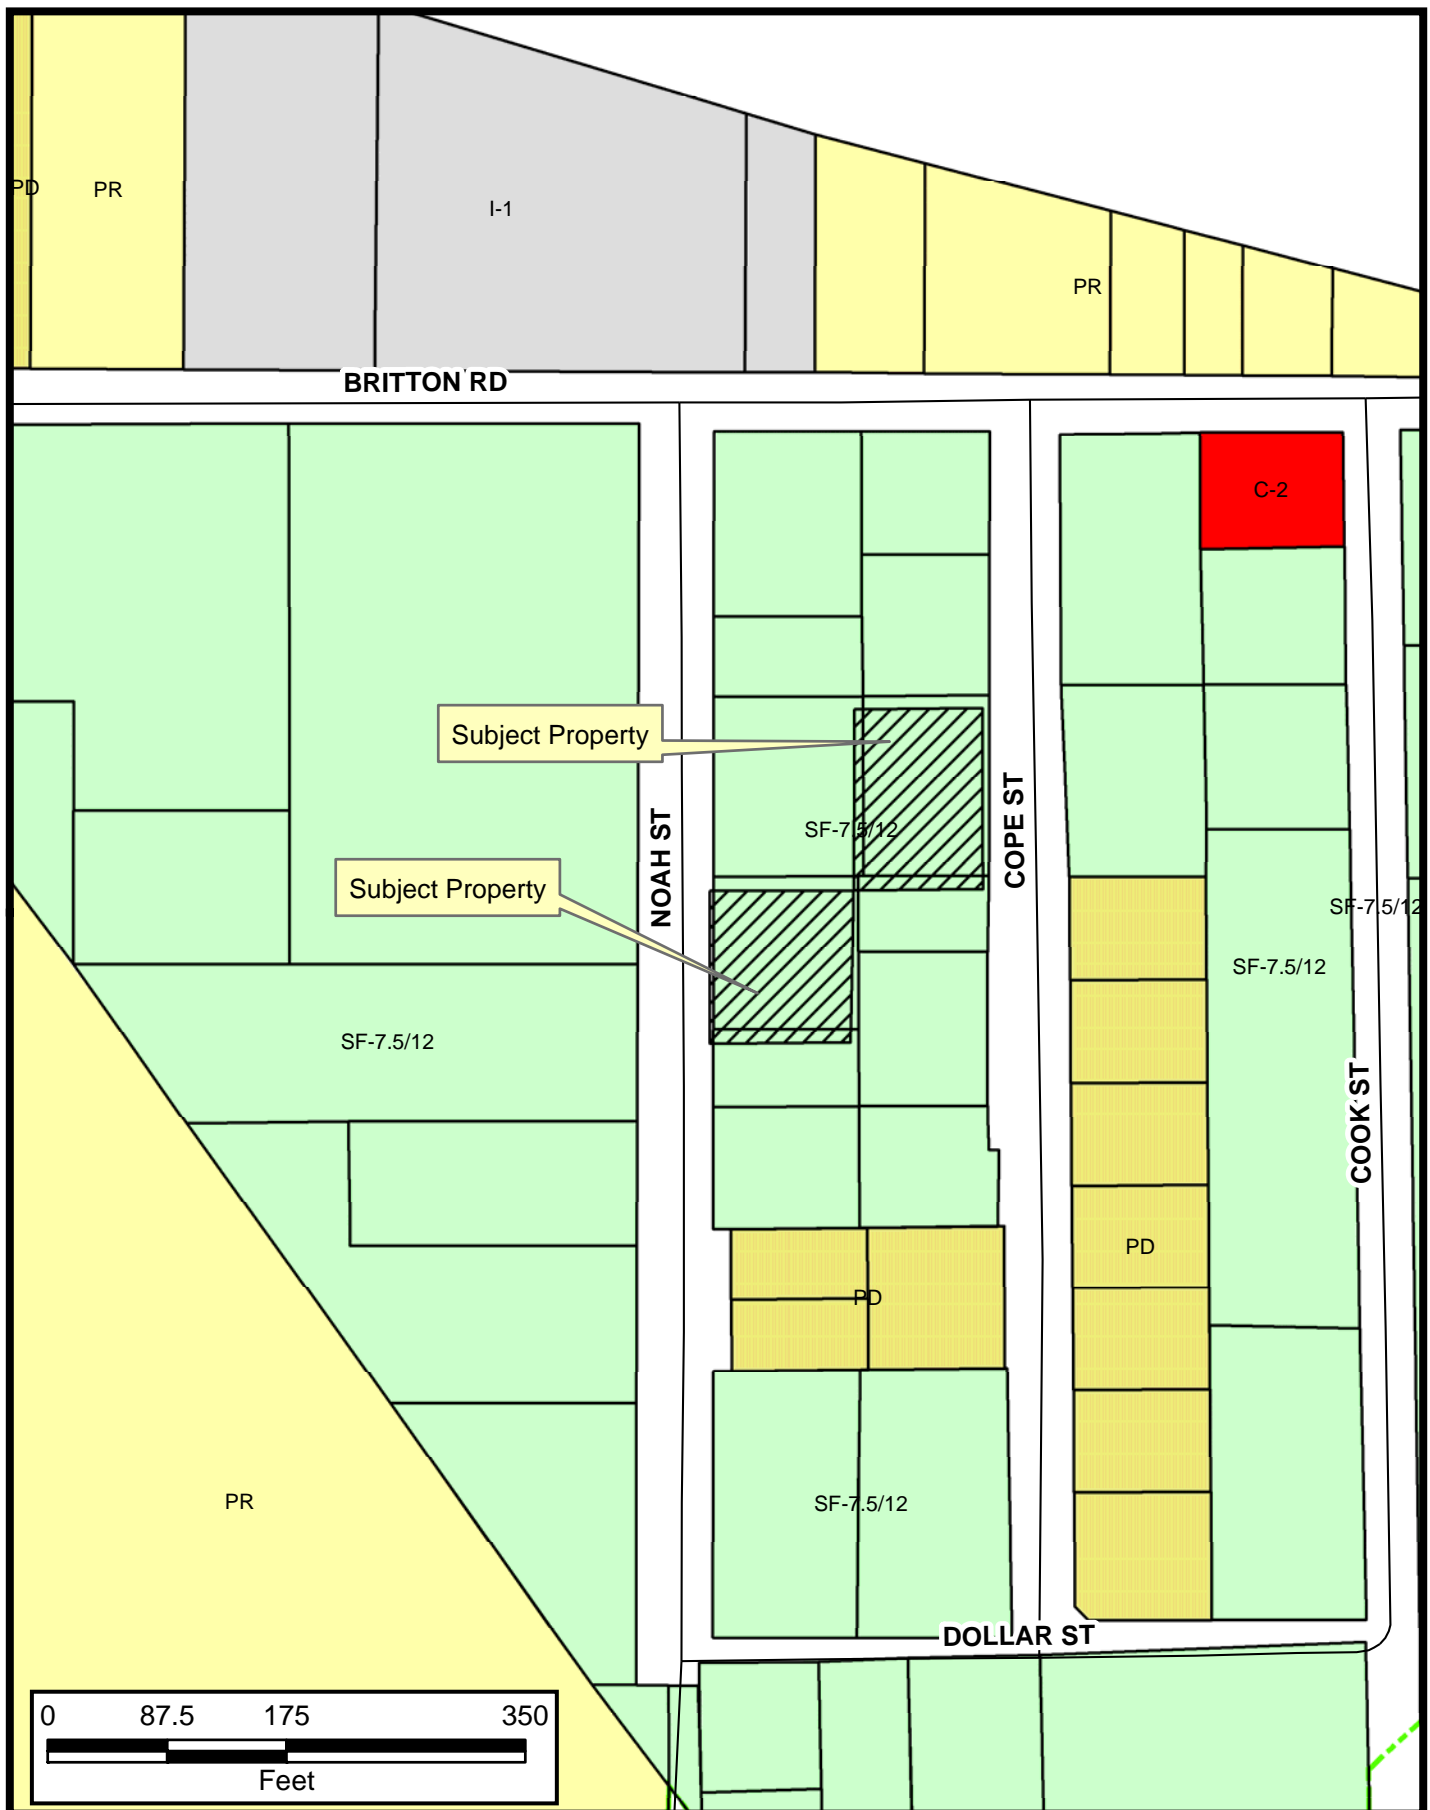 PD
PR
I-1
PR
BRITTON RD
C-2
Subject Property
NOAH ST
COPE ST
SF-7.5/12
Subject Property
SF-7.5/12
SF-7.5/12
SF-7.5/12
COOK ST
PD
PD
PR
SF-7.5/12
DOLLAR ST
0 87.5 175 350
Feet